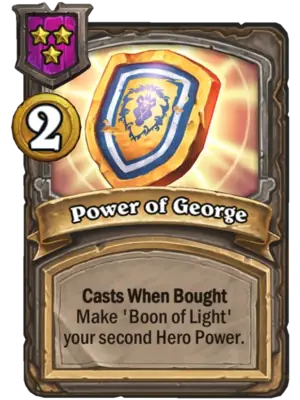 2
Power of George
Casts When Bought
Make 'Boon of Light'
your second Hero Power.